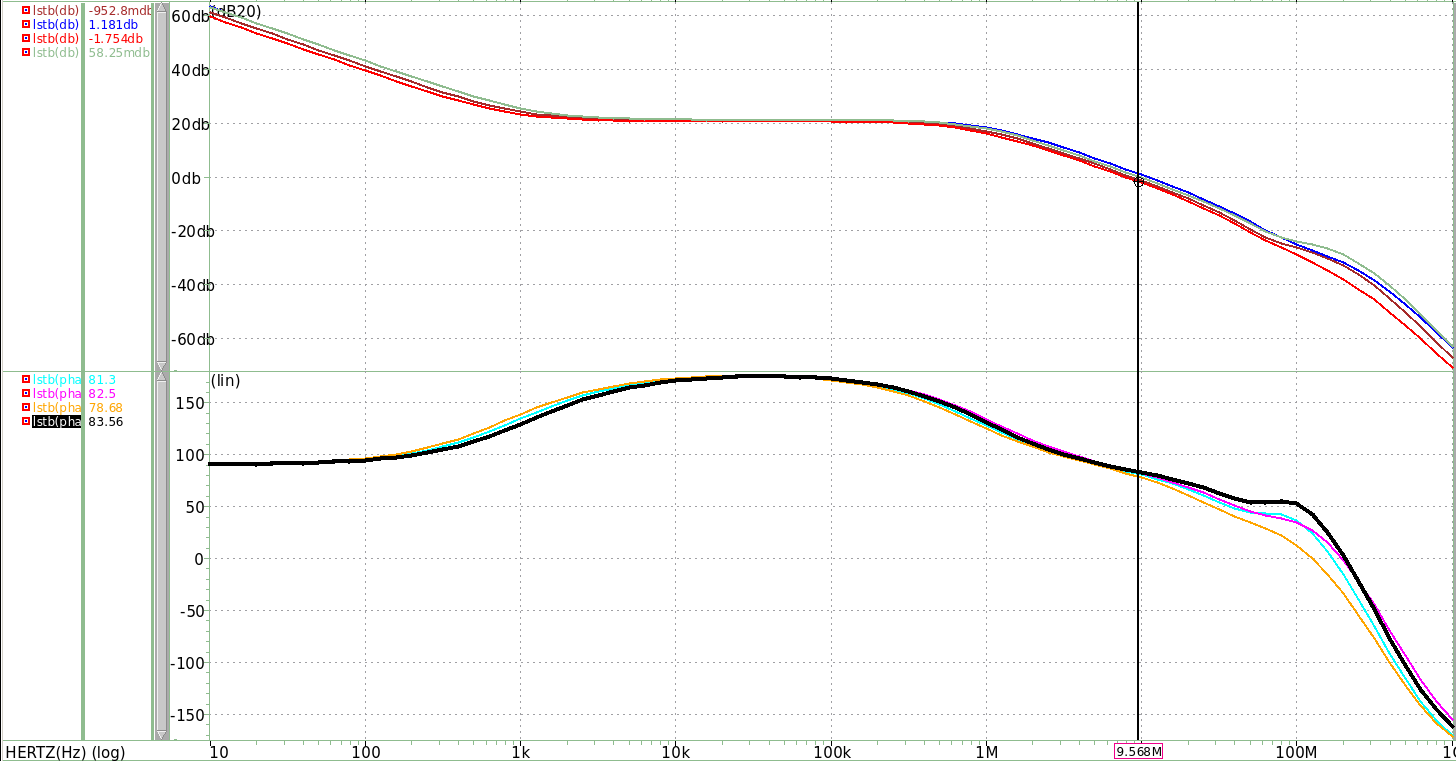 lstb(db) -952.8mdb
lstb(db) 1.181db
lstb(db) -1.754db
lstb(db) 58.25mdb
(dB20)
60db
40db
20db
0db
-20db
-40db
-60db
lstb(pha 81.3
lstb(pha 82.5
lstb(pha 78.68
lstb(pha 83.56
(lin)
150
100
50
0
-50
-100
-150
HERTZ(Hz) (log)
10 100 1k 10k 100k 1M 9.568M 100M